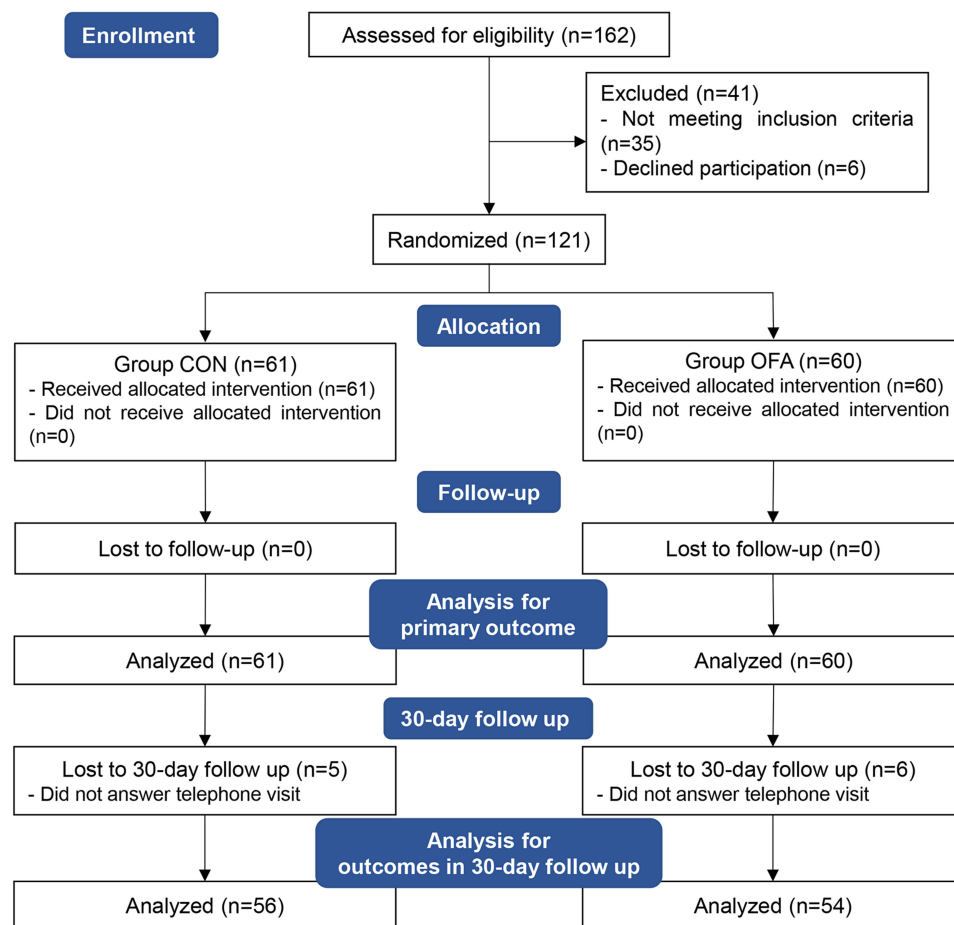 Enrollment
Assessed for eligibility (n=162)
Excluded (n=41)
- Not meeting inclusion criteria
(n=35)
- Declined participation (n=6)
Randomized (n=121)
Allocation
Group CON (n=61)
- Received allocated intervention (n=61)
- Did not receive allocated intervention
(n=0)
Group OFA (n=60)
- Received allocated intervention (n=60)
- Did not receive allocated intervention
(n=0)
Follow-up
Lost to follow-up (n=0)
Lost to follow-up (n=0)
Analysis for
primary outcome
Analyzed (n=61)
Analyzed (n=60)
30-day follow up
Lost to 30-day follow up (n=5)
- Did not answer telephone visit
Lost to 30-day follow up (n=6)
- Did not answer telephone visit
Analysis for
outcomes in 30-day follow up
Analyzed (n=56)
Analyzed (n=54)